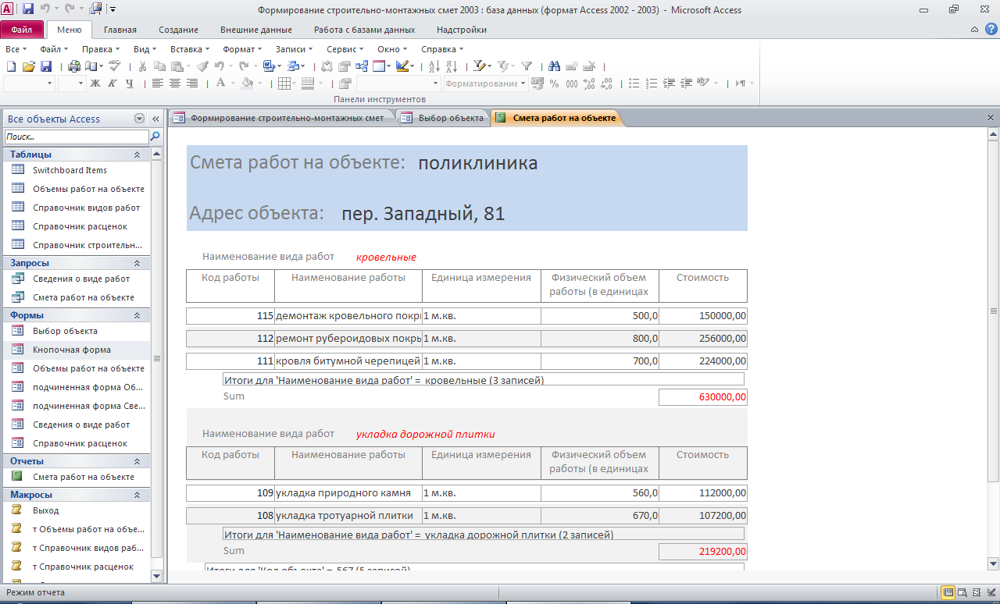 Формирование строительно-монтажных смет 2003 : база данных (формат Access 2002 - 2003) - Microsoft Access
Файл Меню Главная Создание Внешние данные Работа с базами данных Надстройки
Все Файл Правка Вид Вставка Формат Записи Сервис Окно Справка
Ж К Ч Форматирование % 000
Панели инструментов
Все объекты Access
Поиск...
Таблицы
Switchboard Items
Объемы работ на объекте
Справочник видов работ
Справочник расценок
Справочник строительн...
Запросы
Сведения о виде работ
Смета работ на объекте
Формы
Выбор объекта
Кнопочная форма
Объемы работ на объекте
подчиненная форма Об...
подчиненная форма Све...
Сведения о виде работ
Справочник расценок
Отчеты
Смета работ на объекте
Макросы
Выход
т Объемы работ на объе...
т Справочник видов раб...
т Справочник расценок
Формирование строительно-монтажных смет Выбор объекта Смета работ на объекте
Смета работ на объекте: поликлиника
Адрес объекта: пер. Западный, 81
Наименование вида работ кровельные
Код работы Наименование работы Единица измерения Физический объем работы (в единицах Стоимость
115 демонтаж кровельного покр 1 м.кв. 500,0 150000,00
112 ремонт рубероидовых покры 1 м.кв. 800,0 256000,00
111 кровля битумной черепицей 1 м.кв. 700,0 224000,00
Итоги для 'Наименование вида работ' = кровельные (3 записей)
Sum 630000,00
Наименование вида работ укладка дорожной плитки
Код работы Наименование работы Единица измерения Физический объем работы (в единицах Стоимость
109 укладка природного камня 1 м.кв. 560,0 112000,00
108 укладка тротуарной плитки 1 м.кв. 670,0 107200,00
Итоги для 'Наименование вида работ' = укладка дорожной плитки (2 записей)
Sum 219200,00
Итоги для 'Код объекта' = 567 (5 записей)
Режим отчета